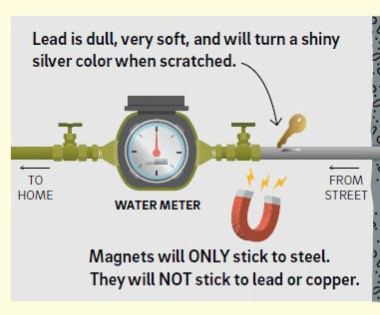 Lead is dull, very soft, and will turn a shiny
silver color when scratched.
TO
HOME
WATER METER
FROM
STREET
Magnets will ONLY stick to steel.
They will NOT stick to lead or copper.